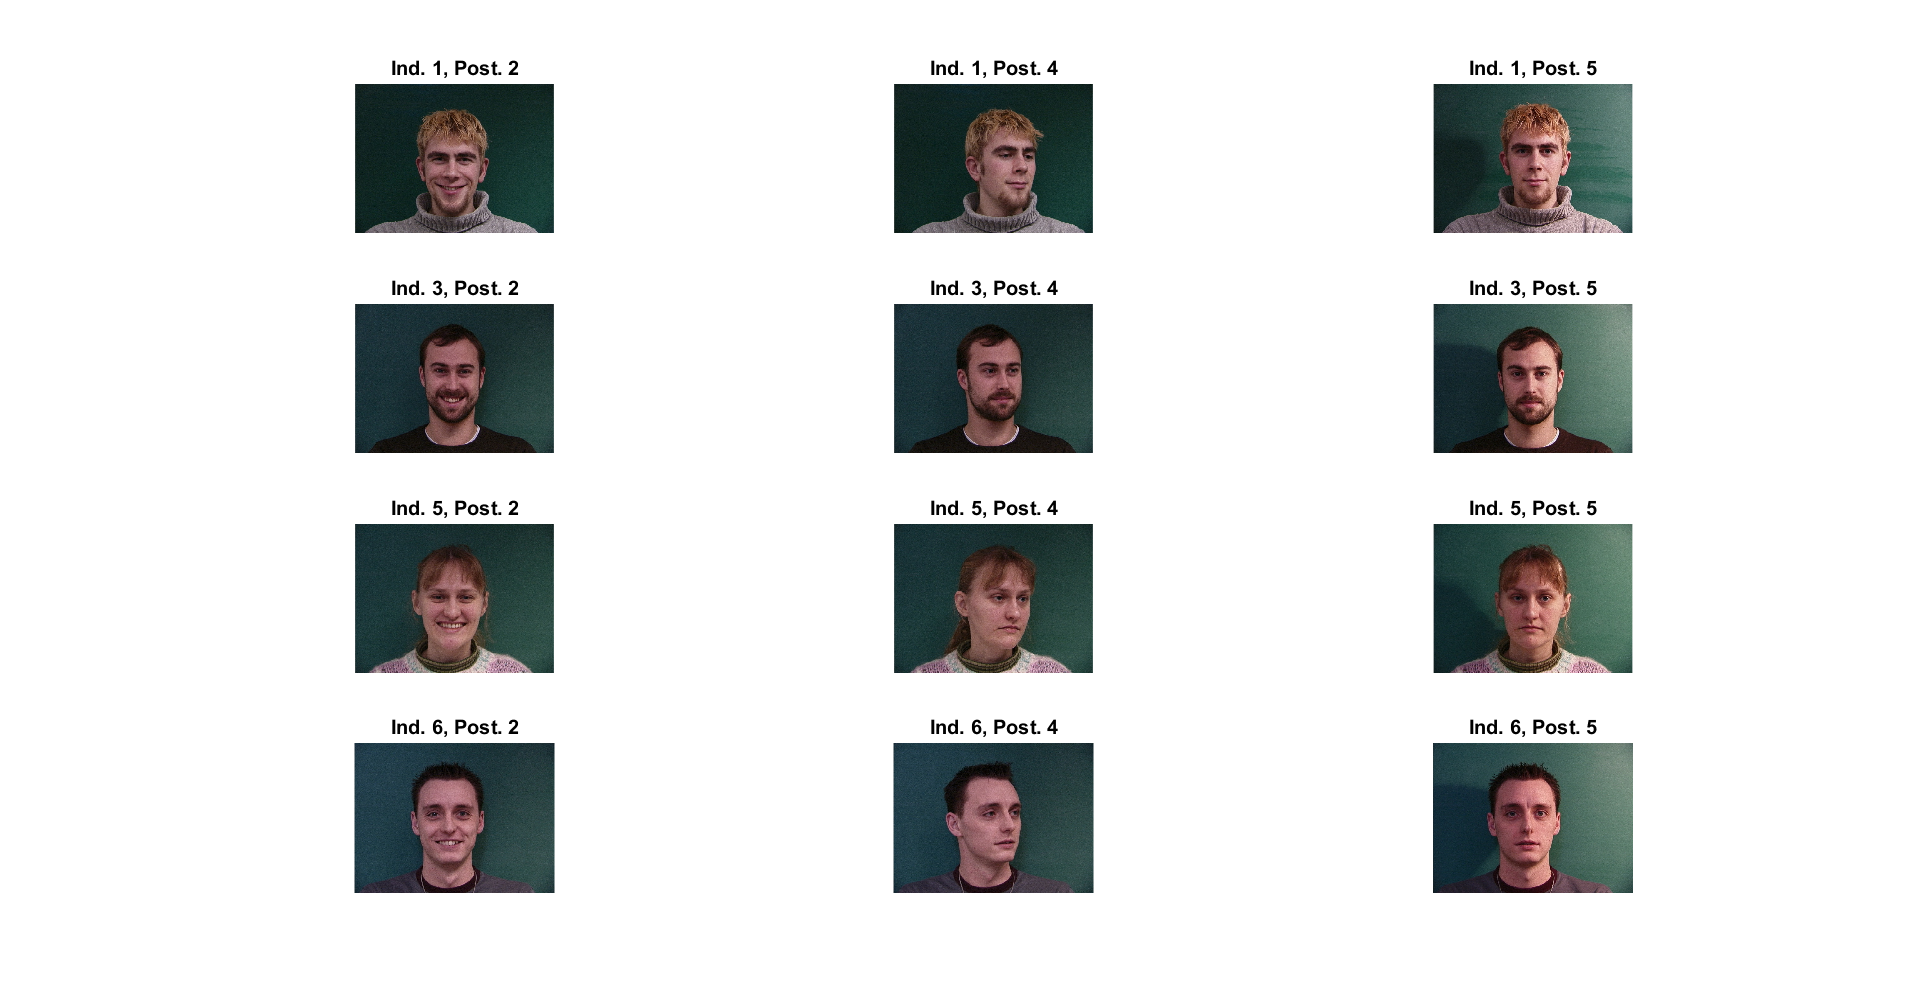 Ind. 1, Post. 2
Ind. 1, Post. 4
Ind. 1, Post. 5
Ind. 3, Post. 2
Ind. 3, Post. 4
Ind. 3, Post. 5
Ind. 5, Post. 2
Ind. 5, Post. 4
Ind. 5, Post. 5
Ind. 6, Post. 2
Ind. 6, Post. 4
Ind. 6, Post. 5